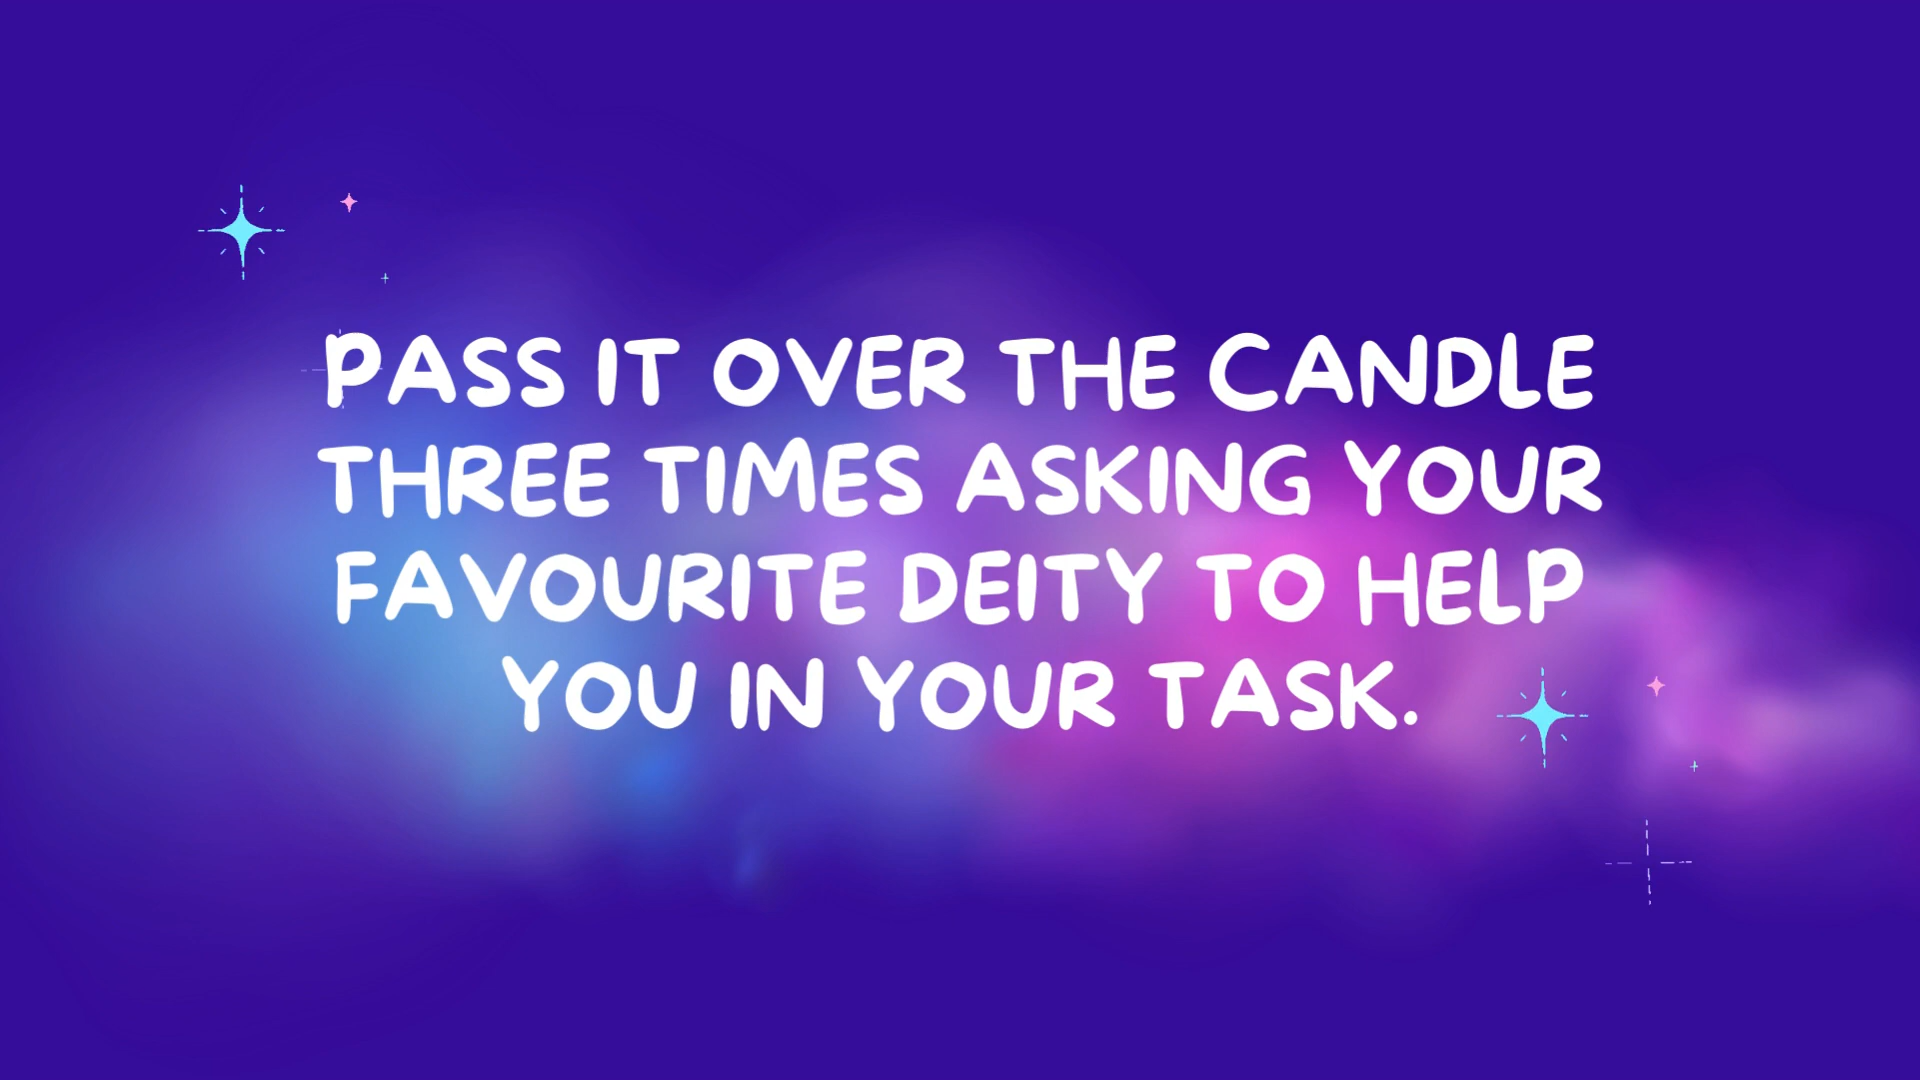 PASS IT OVER THE CANDLE
THREE TIMES ASKING YOUR
FAVOURITE DEITY TO HELP
YOU IN YOUR TASK.